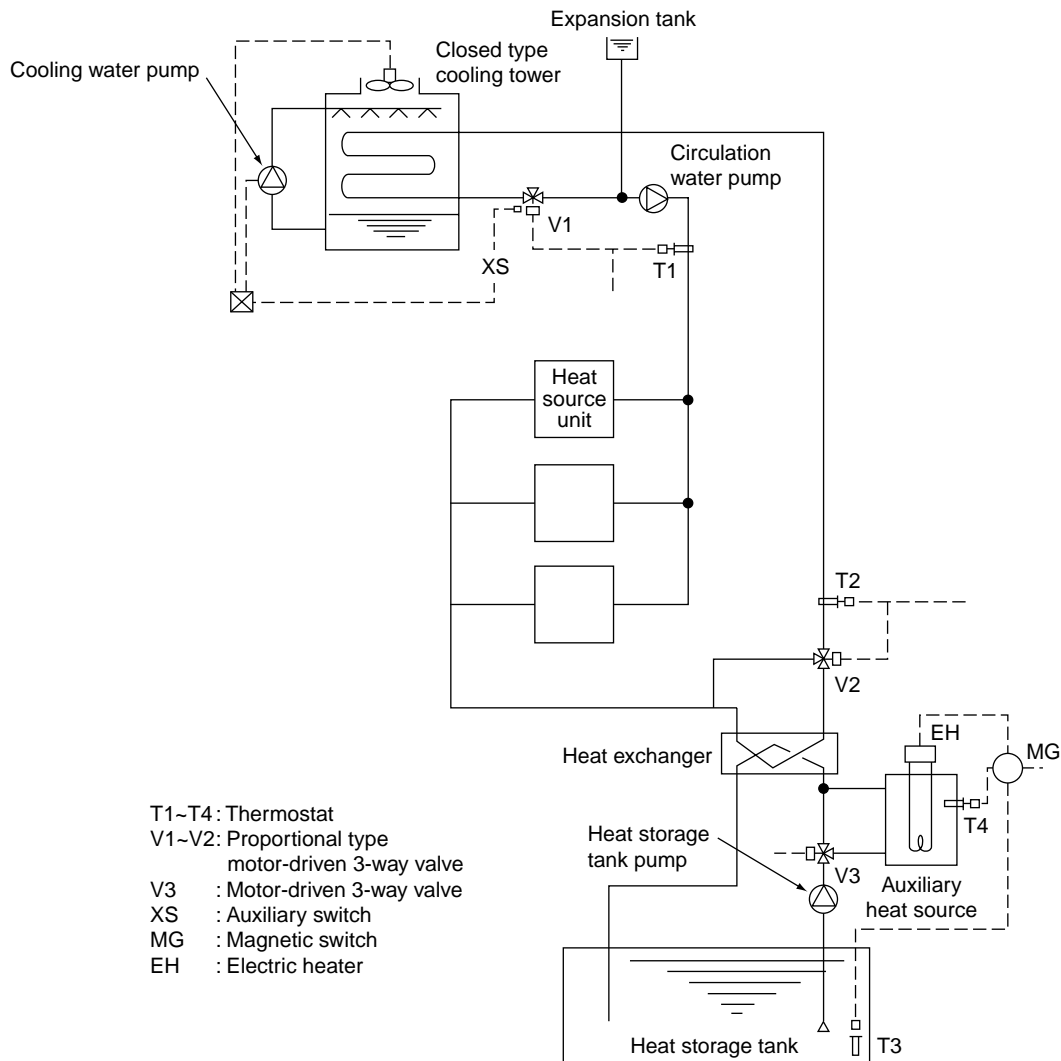 Expansion tank
Closed type
cooling tower
Cooling water pump
Circulation
water pump
V1
T1
XS
Heat
source
unit
T2
V2
EH
MG
Heat exchanger
T4
T1~T4 : Thermostat
V1~V2: Proportional type
motor-driven 3-way valve
V3 : Motor-driven 3-way valve
XS : Auxiliary switch
MG : Magnetic switch
EH : Electric heater
Heat storage
tank pump
V3
Auxiliary
heat source
Heat storage tank
T3